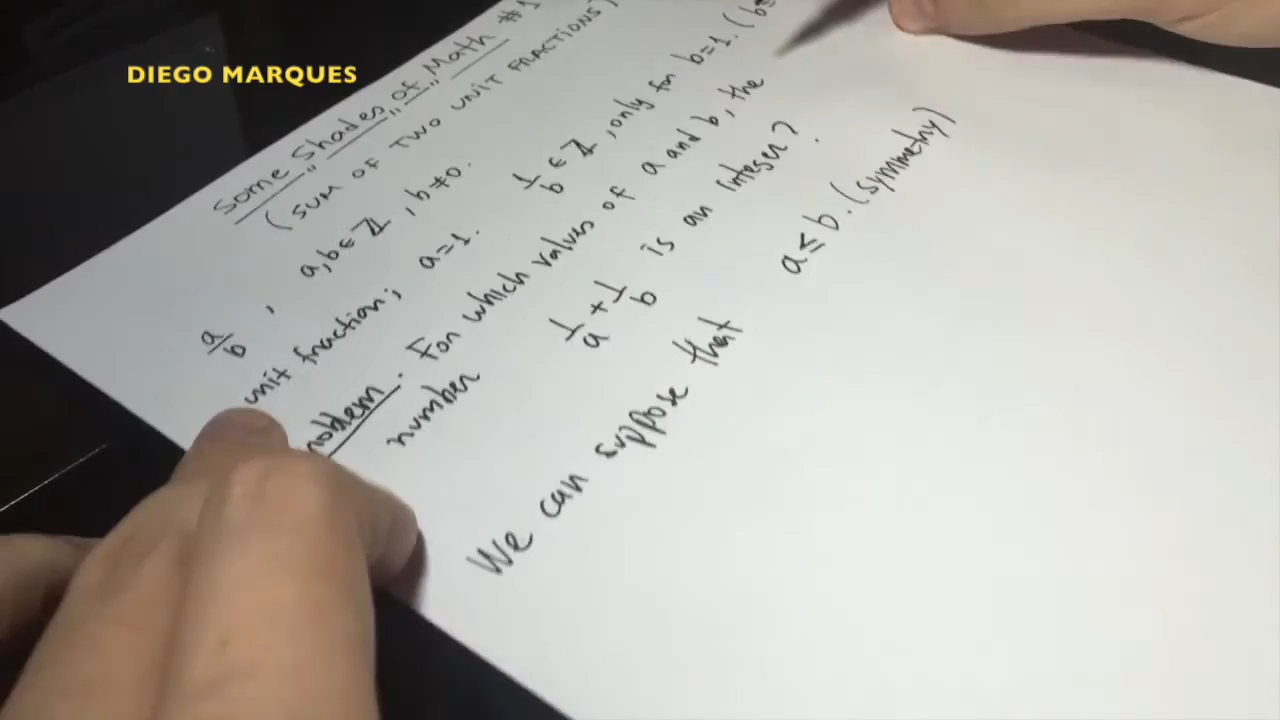 DIEGO MARQUES
"Some Shades of Math" #1
(SUM OF TWO UNIT FRACTIONS)
a/b , a,b ∈ ℤ, b≠0.
unit fraction; a=1. 1/b ∈ ℤ, only for b=1. (b≥
roblem. For which values of a and b, the
number 1/a + 1/b is an integer?
We can suppose that a≤b. (symmetry)